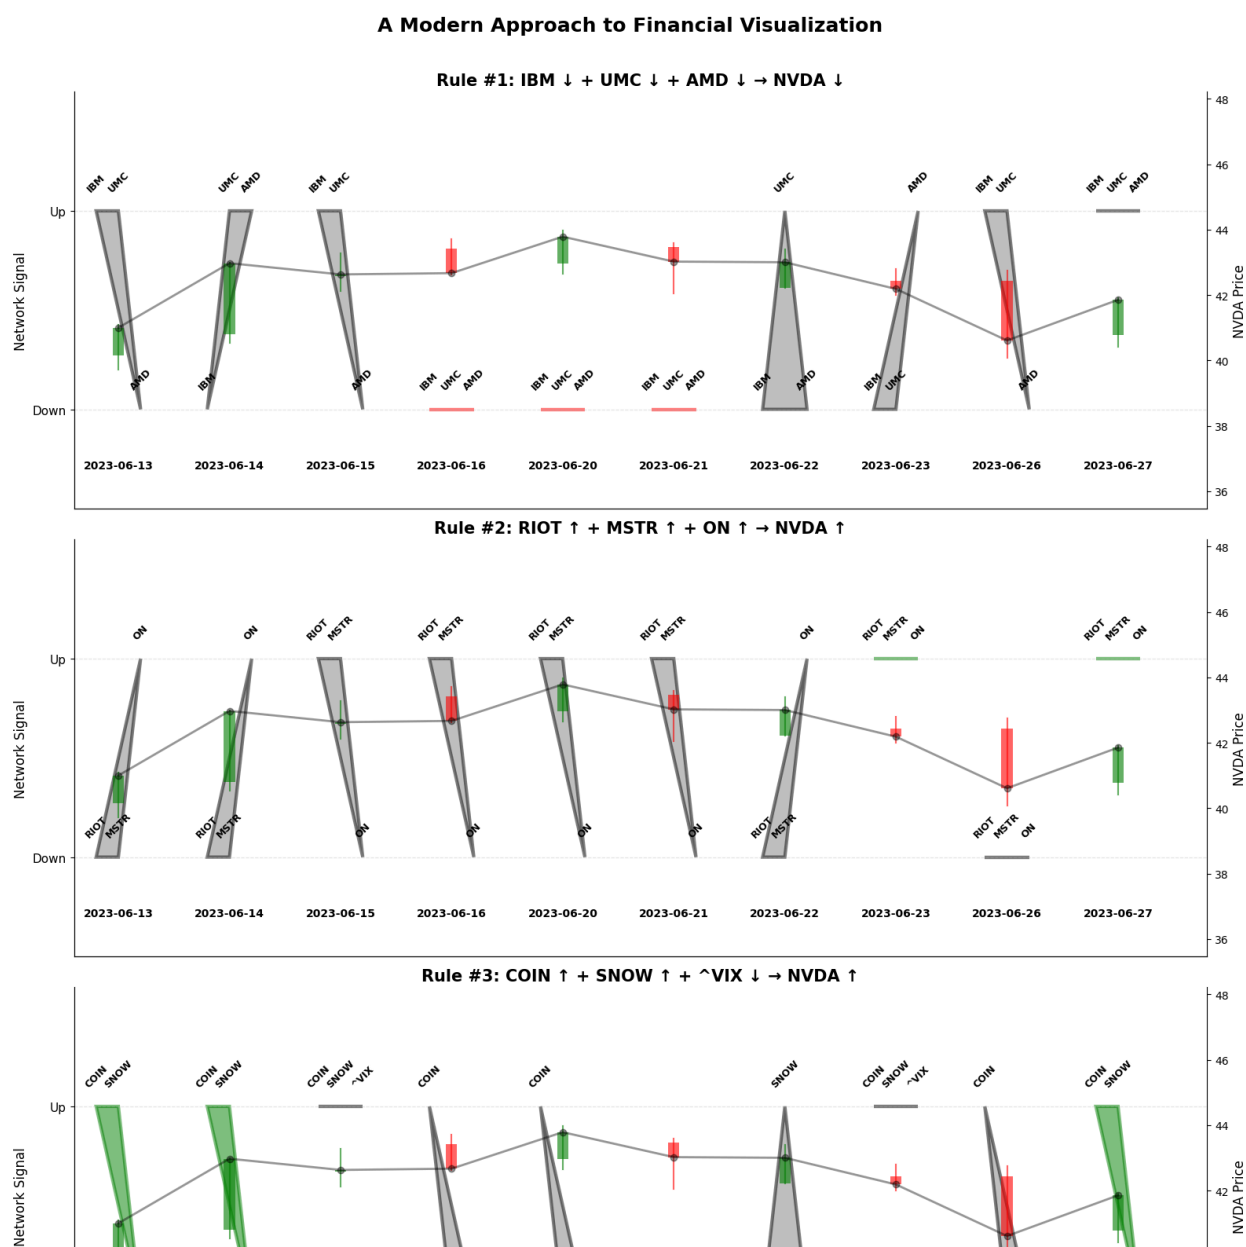 A Modern Approach to Financial Visualization
Rule #1: IBM ↓ + UMC ↓ + AMD ↓ → NVDA ↓
48
46
IBM UMC UMC AMD IBM UMC UMC AMD IBM UMC IBM UMC AMD
Up
44
Network Signal
NVDA Price
42
40
AMD IBM AMD IBM UMC AMD IBM UMC AMD IBM UMC AMD IBM AMD IBM UMC AMD
Down
38
2023-06-13 2023-06-14 2023-06-15 2023-06-16 2023-06-20 2023-06-21 2023-06-22 2023-06-23 2023-06-26 2023-06-27
36
Rule #2: RIOT ↑ + MSTR ↑ + ON ↑ → NVDA ↑
48
46
ON ON RIOT MSTR RIOT MSTR RIOT MSTR RIOT MSTR ON RIOT MSTR ON RIOT MSTR ON
Up
44
Network Signal
NVDA Price
42
40
RIOT MSTR RIOT MSTR ON ON ON ON RIOT MSTR RIOT MSTR ON
Down
38
2023-06-13 2023-06-14 2023-06-15 2023-06-16 2023-06-20 2023-06-21 2023-06-22 2023-06-23 2023-06-26 2023-06-27
36
Rule #3: COIN ↑ + SNOW ↑ + ^VIX ↓ → NVDA ↑
48
46
COIN SNOW COIN SNOW COIN SNOW ^VIX COIN COIN SNOW COIN SNOW ^VIX COIN COIN SNOW
Up
44
Network Signal
NVDA Price
42